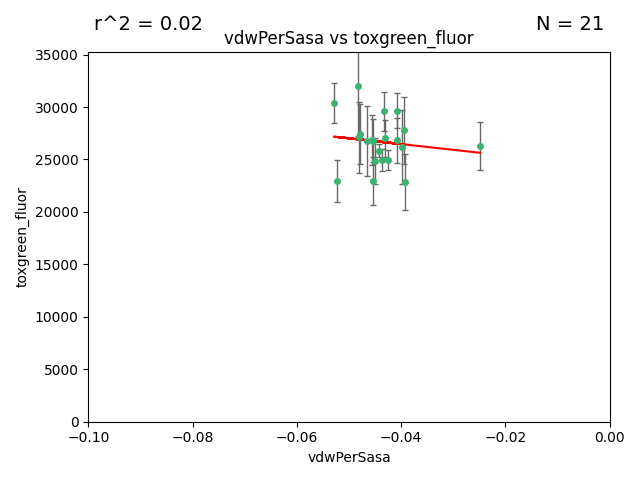 r^2 = 0.02
N = 21
vdwPerSasa vs toxgreen_fluor
35000
30000
25000
20000
15000
10000
5000
0
toxgreen_fluor
−0.10
−0.08
−0.06
−0.04
−0.02
0.00
vdwPerSasa